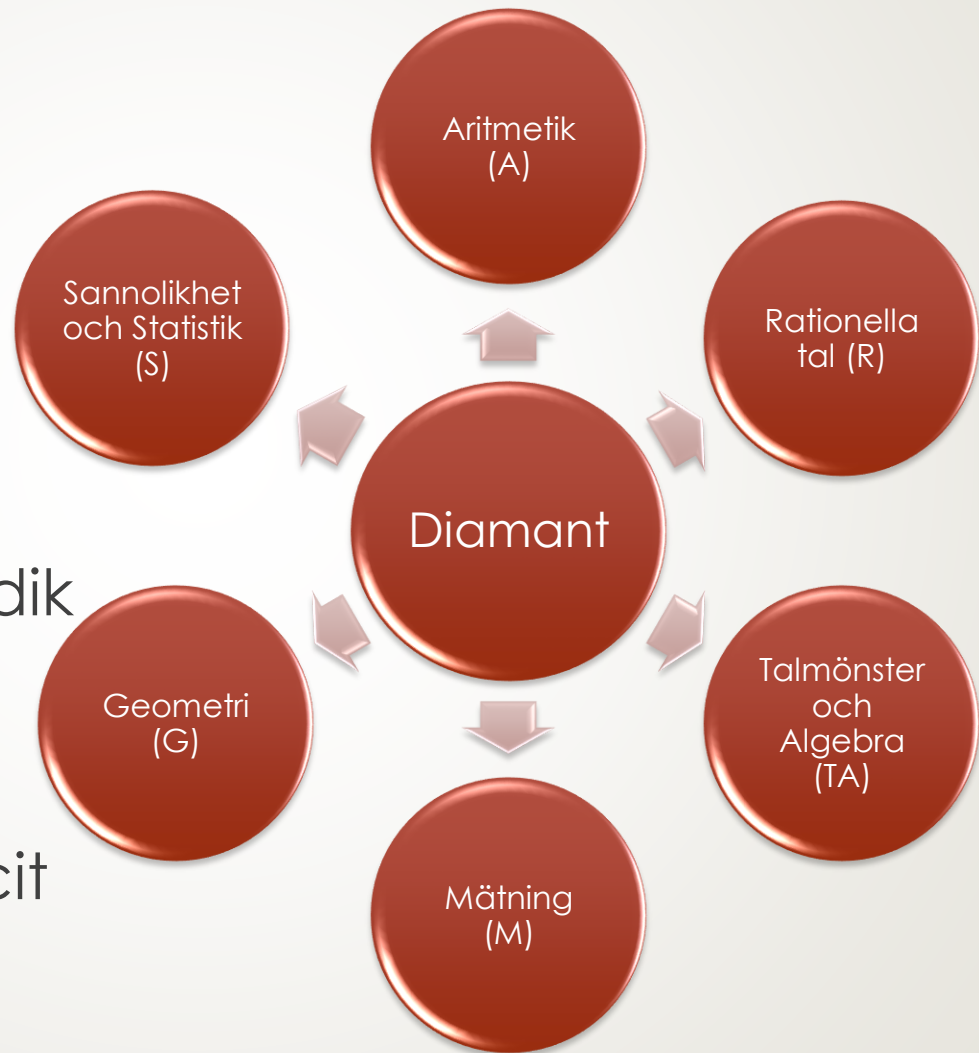 Aritmetik
(A)
Sannolikhet
och Statistik
(S)
Rationella
tal (R)
Diamant
dik
Geometri
(G)
Talmönster
och
Algebra
(TA)
cit
Mätning
(M)